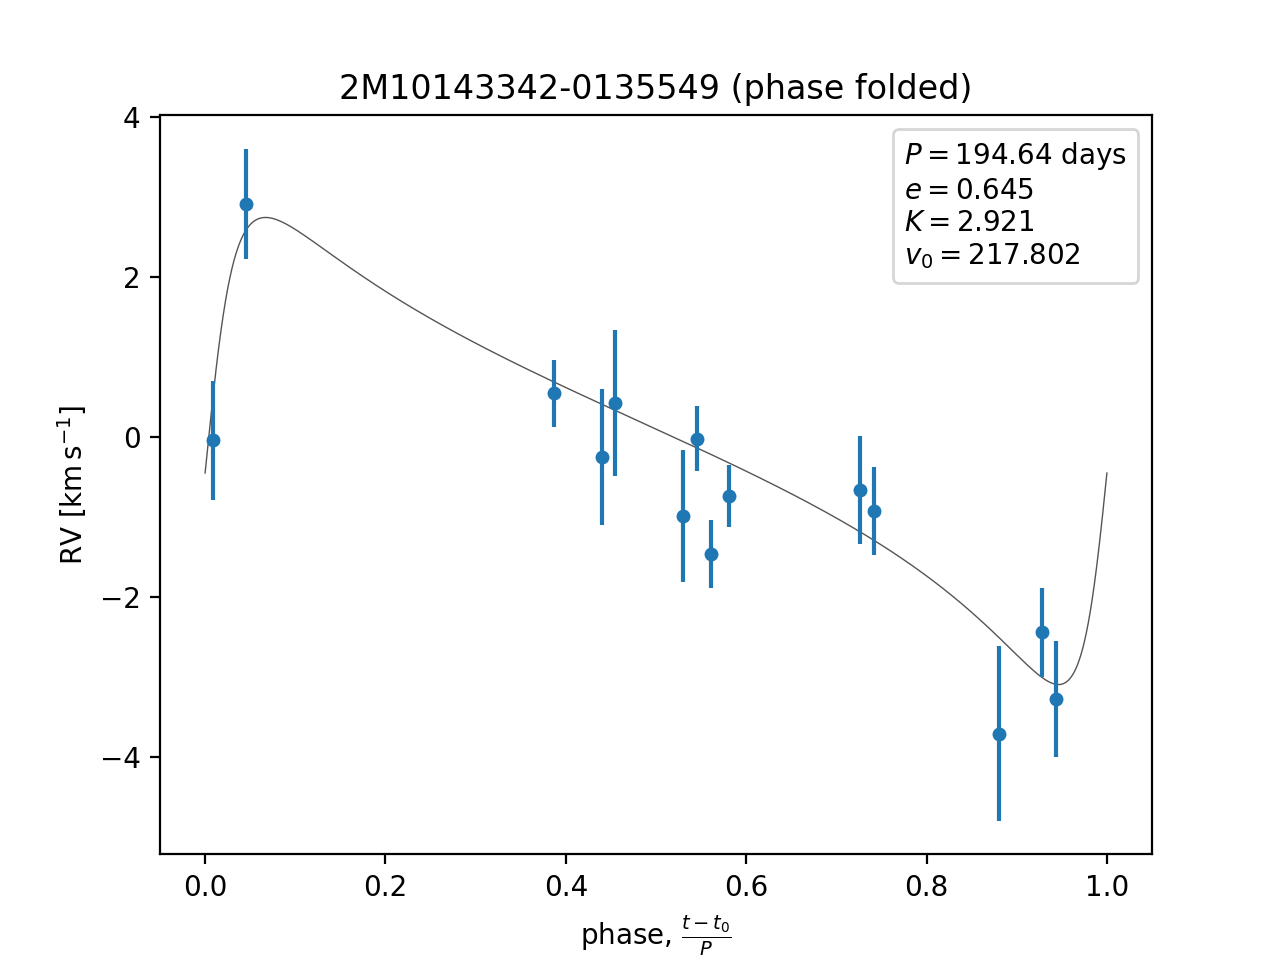 2M10143342-0135549 (phase folded)
P = 194.64 days
e = 0.645
K = 2.921
v₀ = 217.802
4
2
0
−2
−4
RV [km s⁻¹]
0.0 0.2 0.4 0.6 0.8 1.0
phase, (t − t₀)/P